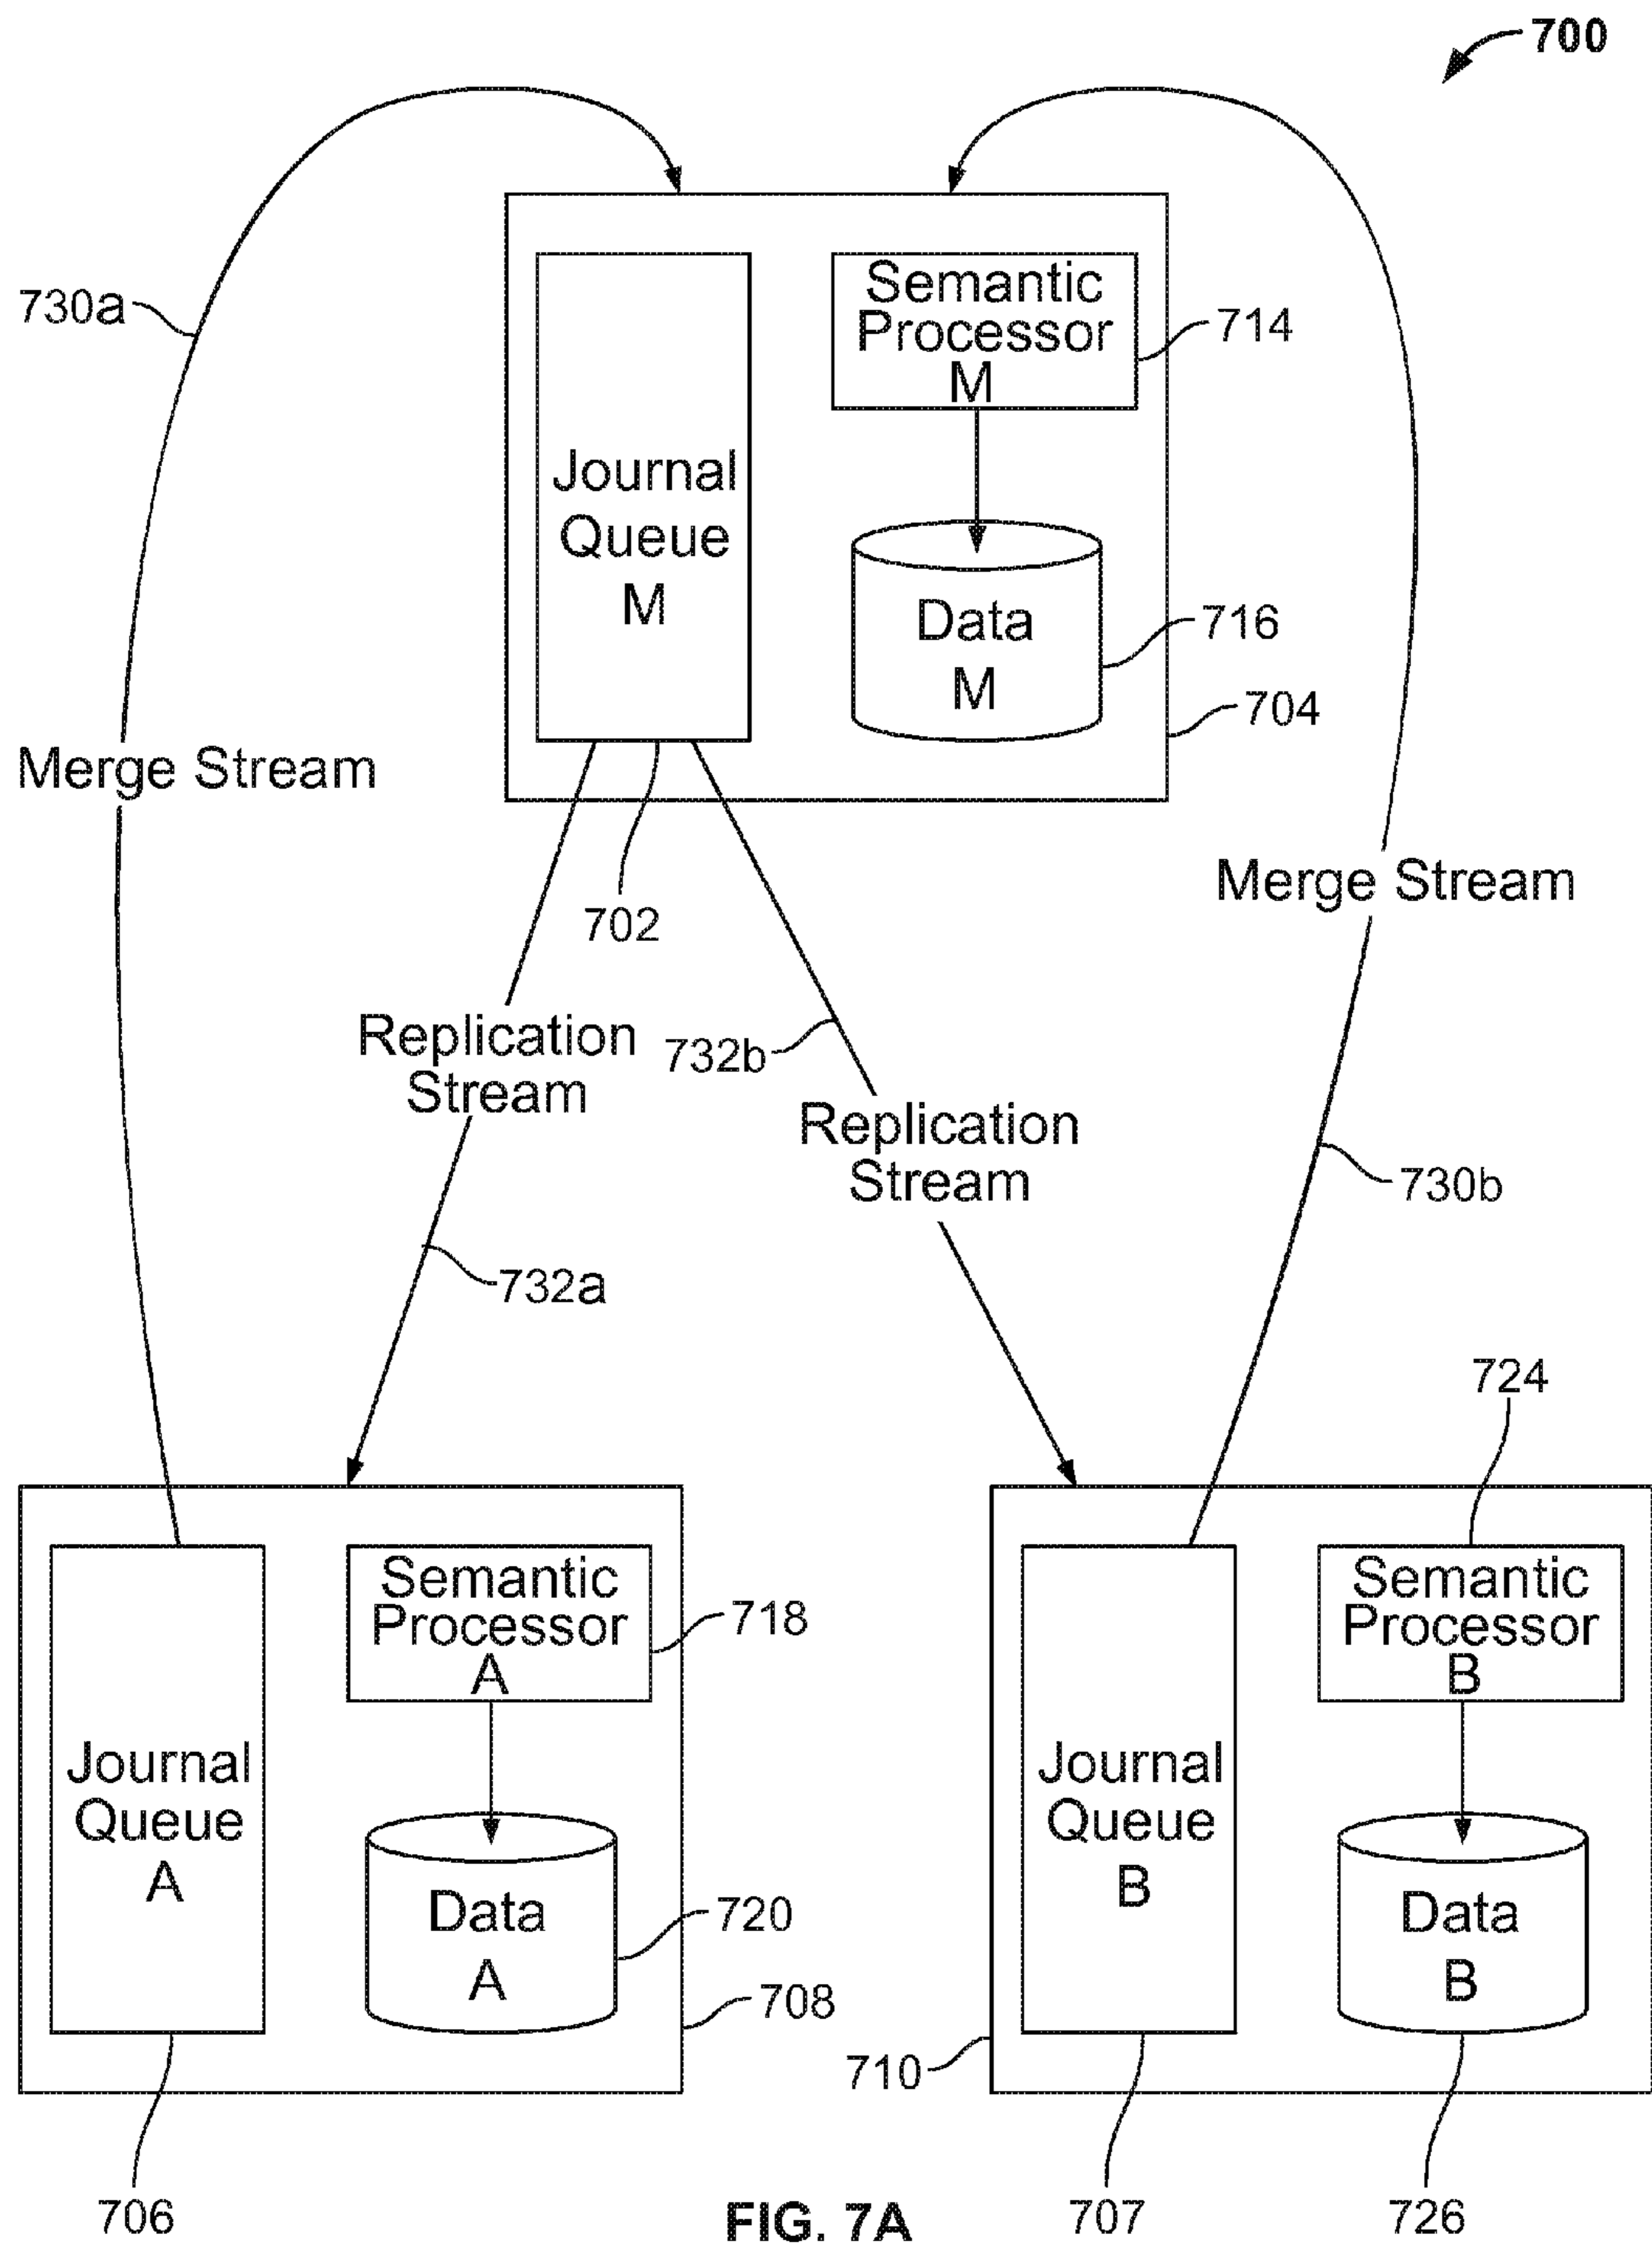 700
730a
Semantic
Processor
M
714
Journal
Queue
M
Data
M
716
704
Merge Stream
Merge Stream
702
Replication
Stream
732b
Replication
Stream
730b
732a
724
Semantic
Processor
A
718
Semantic
Processor
B
Journal
Queue
A
Data
A
720
708
Journal
Queue
B
Data
B
710
706
707
726
FIG. 7A